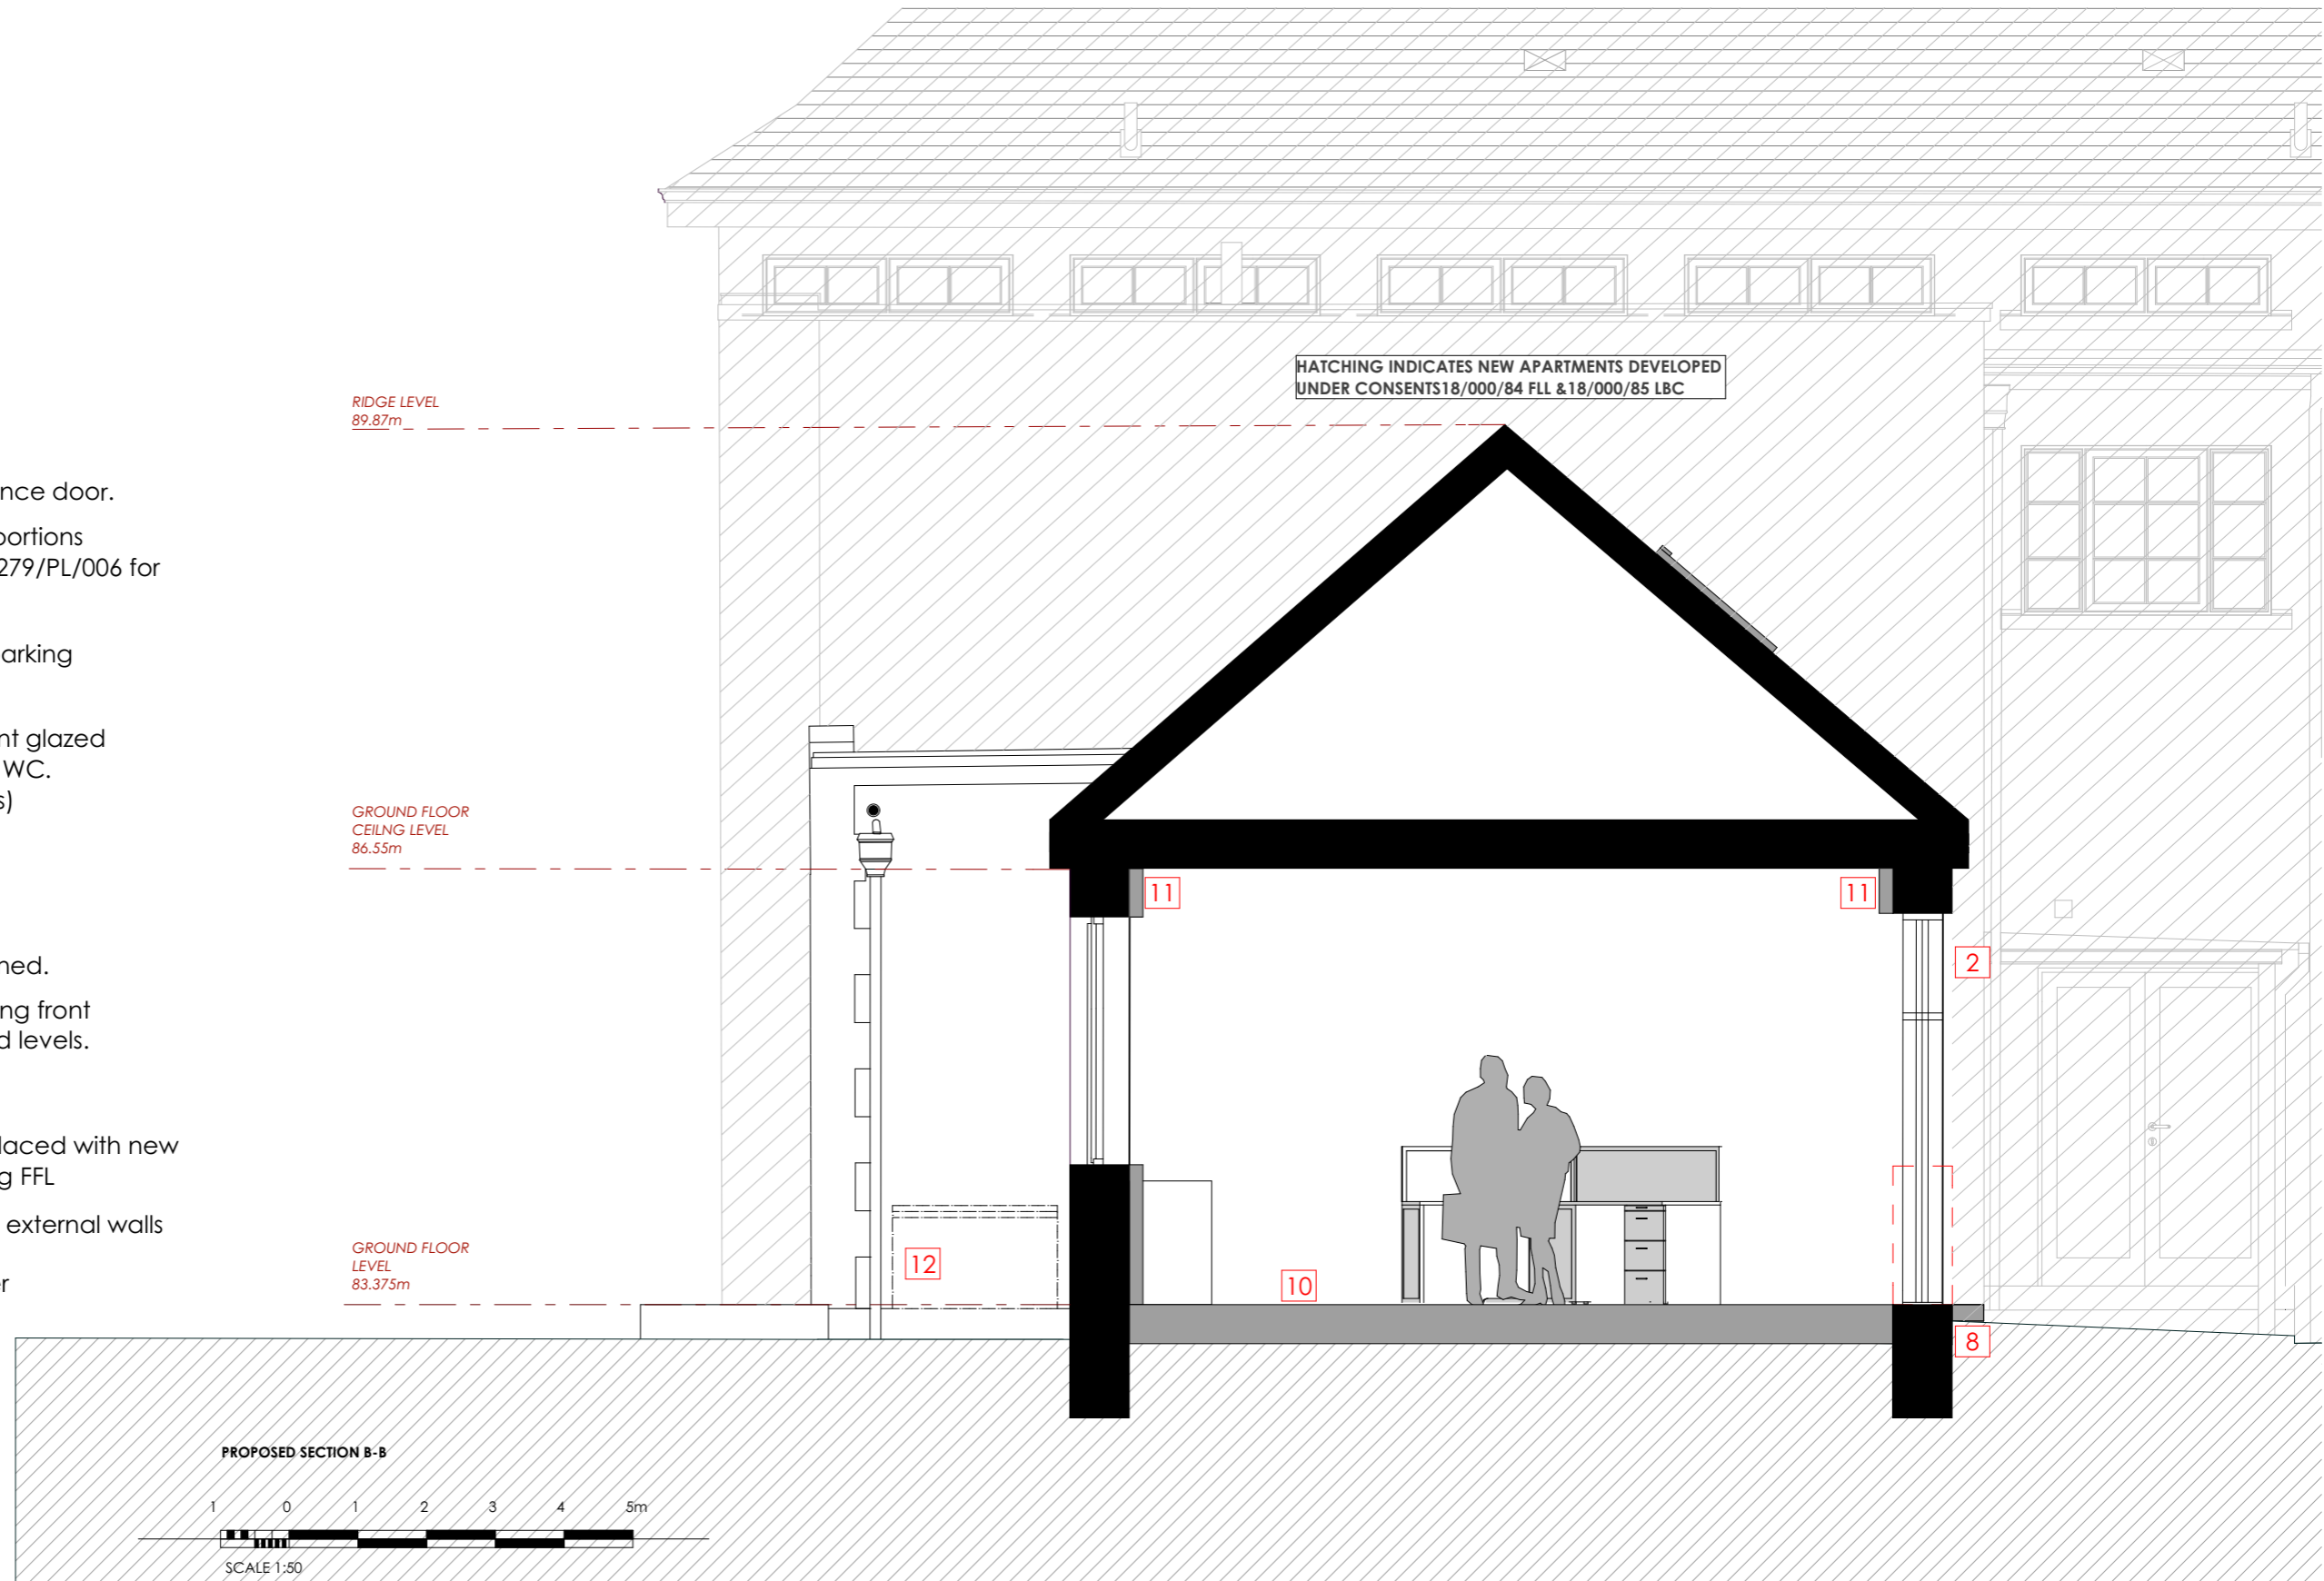 HATCHING INDICATES NEW APARTMENTS DEVELOPED
UNDER CONSENTS18/000/84 FLL &18/000/85 LBC
RIDGE LEVEL
89.87m
nce door.
portions
279/PL/006 for
arking
nt glazed
WC.
s)
GROUND FLOOR
CEILNG LEVEL
86.55m
11
11
ned.
2
ng front
d levels.
laced with new
g FFL
external walls
er
GROUND FLOOR
LEVEL
83.375m
12
10
8
PROPOSED SECTION B-B
1 0 1 2 3 4 5m
SCALE 1:50